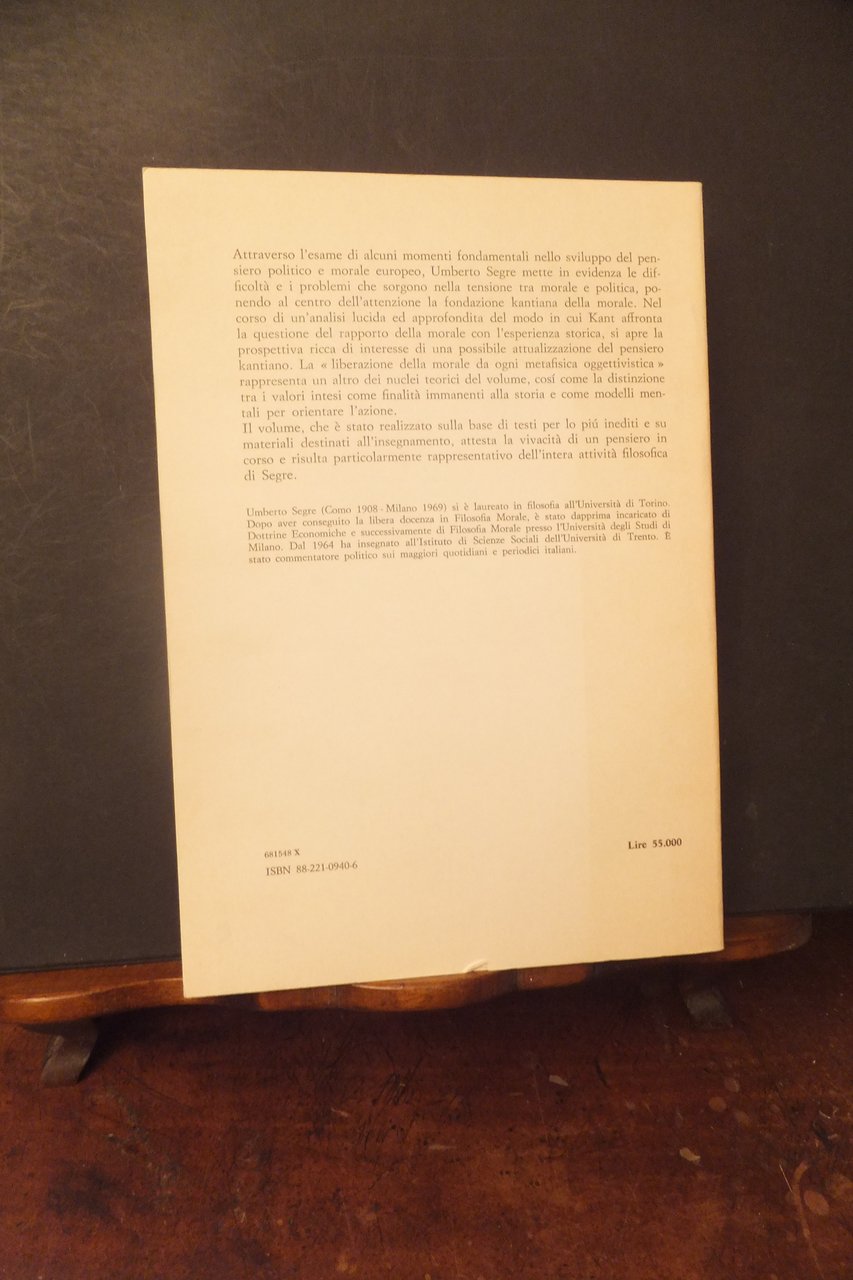 Attraverso l'esame di alcuni momenti fondamentali nello sviluppo del pen-
siero politico e morale europeo, Umberto Segre mette in evidenza le dif-
ficoltà e i problemi che sorgono nella tensione tra morale e politica, po-
nendo al centro dell'attenzione la fondazione kantiana della morale. Nel
corso di un'analisi lucida ed approfondita del modo in cui Kant affronta
la questione del rapporto della morale con l'esperienza storica, si apre la
prospettiva ricca di interesse di una possibile attualizzazione del pensiero
kantiano. La « liberazione della morale da ogni metafisica oggettivistica »
rappresenta un altro dei nuclei teorici del volume, cosí come la distinzione
tra i valori intesi come finalità immanenti alla storia e come modelli men-
tali per orientare l'azione.
Il volume, che è stato realizzato sulla base di testi per lo piú inediti e su
materiali destinati all'insegnamento, attesta la vivacità di un pensiero in
corso e risulta particolarmente rappresentativo dell'intera attività filosofica
di Segre.
Umberto Segre (Como 1908 - Milano 1969) si è laureato in filosofia all'Università di Torino.
Dopo aver conseguito la libera docenza in Filosofia Morale, è stato dapprima incaricato di
Dottrine Economiche e successivamente di Filosofia Morale presso l'Università degli Studi di
Milano. Dal 1964 ha insegnato all'Istituto di Scienze Sociali dell'Università di Trento. È
stato commentatore politico sui maggiori quotidiani e periodici italiani.
681548 X
ISBN 88-221-0940-6
Lire 55.000